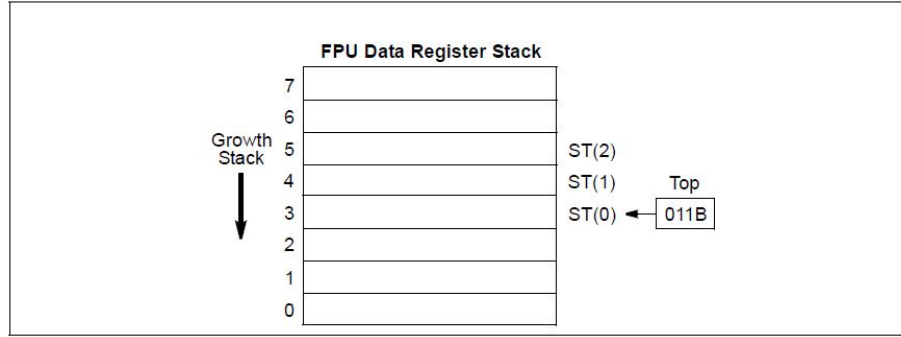 FPU Data Register Stack
7
6
Growth
Stack
5
ST(2)
4
ST(1)
Top
3
ST(0)
011B
2
1
0